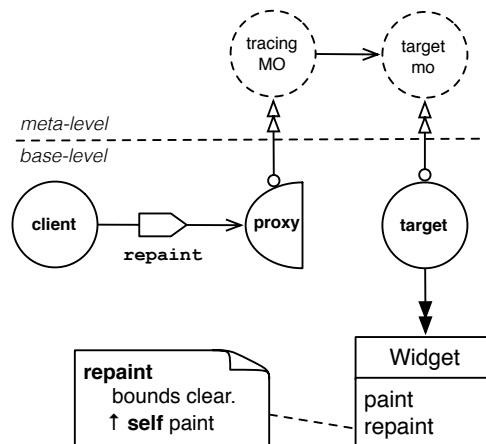 tracing
MO
target
mo
meta-level
base-level
client
repaint
proxy
target
Widget
paint
repaint
repaint
bounds clear.
↑ self paint